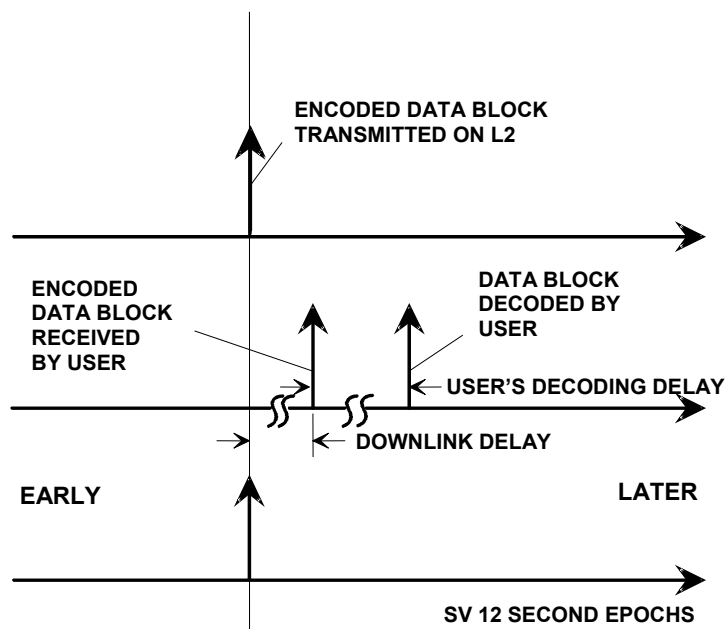 ENCODED DATA BLOCK
TRANSMITTED ON L2
ENCODED
DATA BLOCK
RECEIVED
BY USER
DATA BLOCK
DECODED BY
USER
USER'S DECODING DELAY
DOWNLINK DELAY
EARLY
LATER
SV 12 SECOND EPOCHS